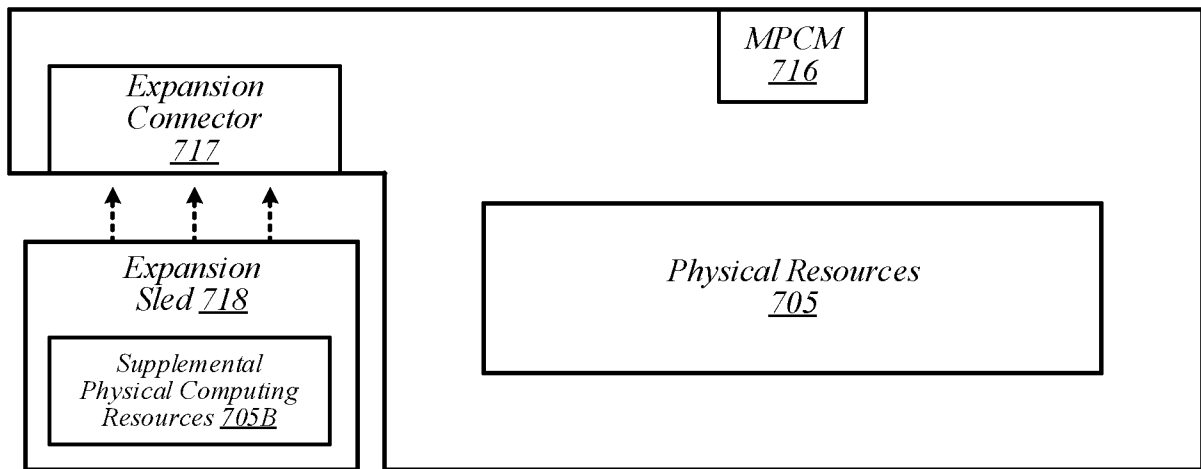 MPCM
716
Expansion
Connector
717
Physical Resources
705
Expansion
Sled 718
Supplemental
Physical Computing
Resources 705B